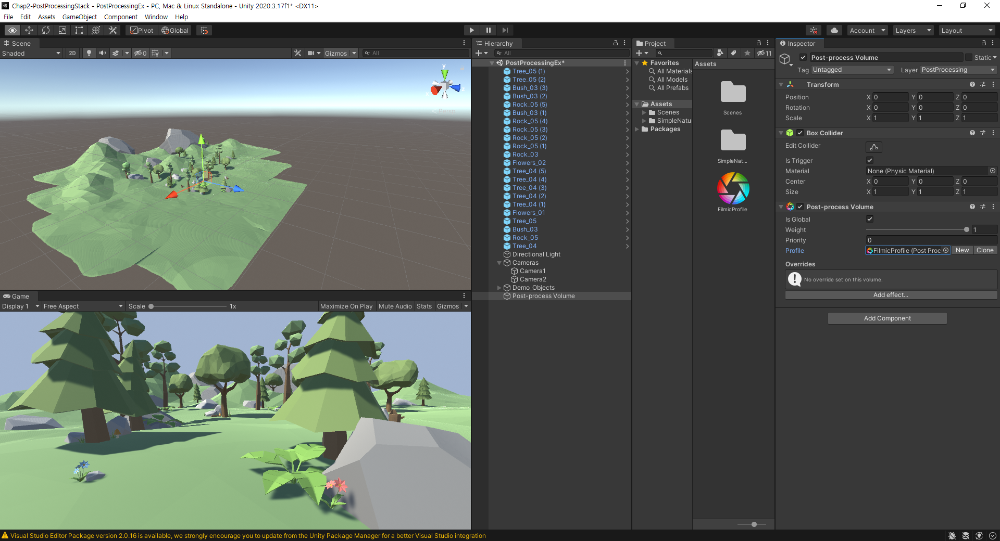 Chap2-PostProcessingStack - PostProcessingEx - PC, Mac & Linux Standalone - Unity 2020.3.17f1* <DX11>
File Edit Assets GameObject Component Window Help
Pivot Global Account Layers Layout
Scene
Shaded 2D 0 Gizmos All
y
x
z
Persp
Game
Display 1 Free Aspect Scale 1x Maximize On Play Mute Audio Stats Gizmos
Hierarchy
All
PostProcessingEx*
Tree_05 (1)
Tree_05 (2)
Bush_03 (3)
Bush_03 (2)
Rock_05 (5)
Bush_03 (1)
Rock_05 (4)
Rock_05 (3)
Rock_05 (2)
Rock_05 (1)
Rock_03
Flowers_02
Tree_04 (5)
Tree_04 (4)
Tree_04 (3)
Tree_04 (2)
Tree_04 (1)
Flowers_01
Tree_05
Bush_03
Rock_05
Tree_04
Directional Light
Cameras
Camera1
Camera2
Demo_Objects
Post-process Volume
Project
11
Favorites
All Materials
All Models
All Prefabs
Assets
Scenes
SimpleNatu
Packages
Assets
Scenes
SimpleNat...
FilmicProfile
Inspector
Post-process Volume Static
Tag Untagged Layer PostProcessing
Transform
Position X 0 Y 0 Z 0
Rotation X 0 Y 0 Z 0
Scale X 1 Y 1 Z 1
Box Collider
Edit Collider
Is Trigger
Material None (Physic Material)
Center X 0 Y 0 Z 0
Size X 1 Y 1 Z 1
Post-process Volume
Is Global
Weight 1
Priority 0
Profile FilmicProfile (Post Proc New Clone
Overrides
No override set on this volume.
Add effect...
Add Component
Visual Studio Editor Package version 2.0.16 is available, we strongly encourage you to update from the Unity Package Manager for a better Visual Studio integration